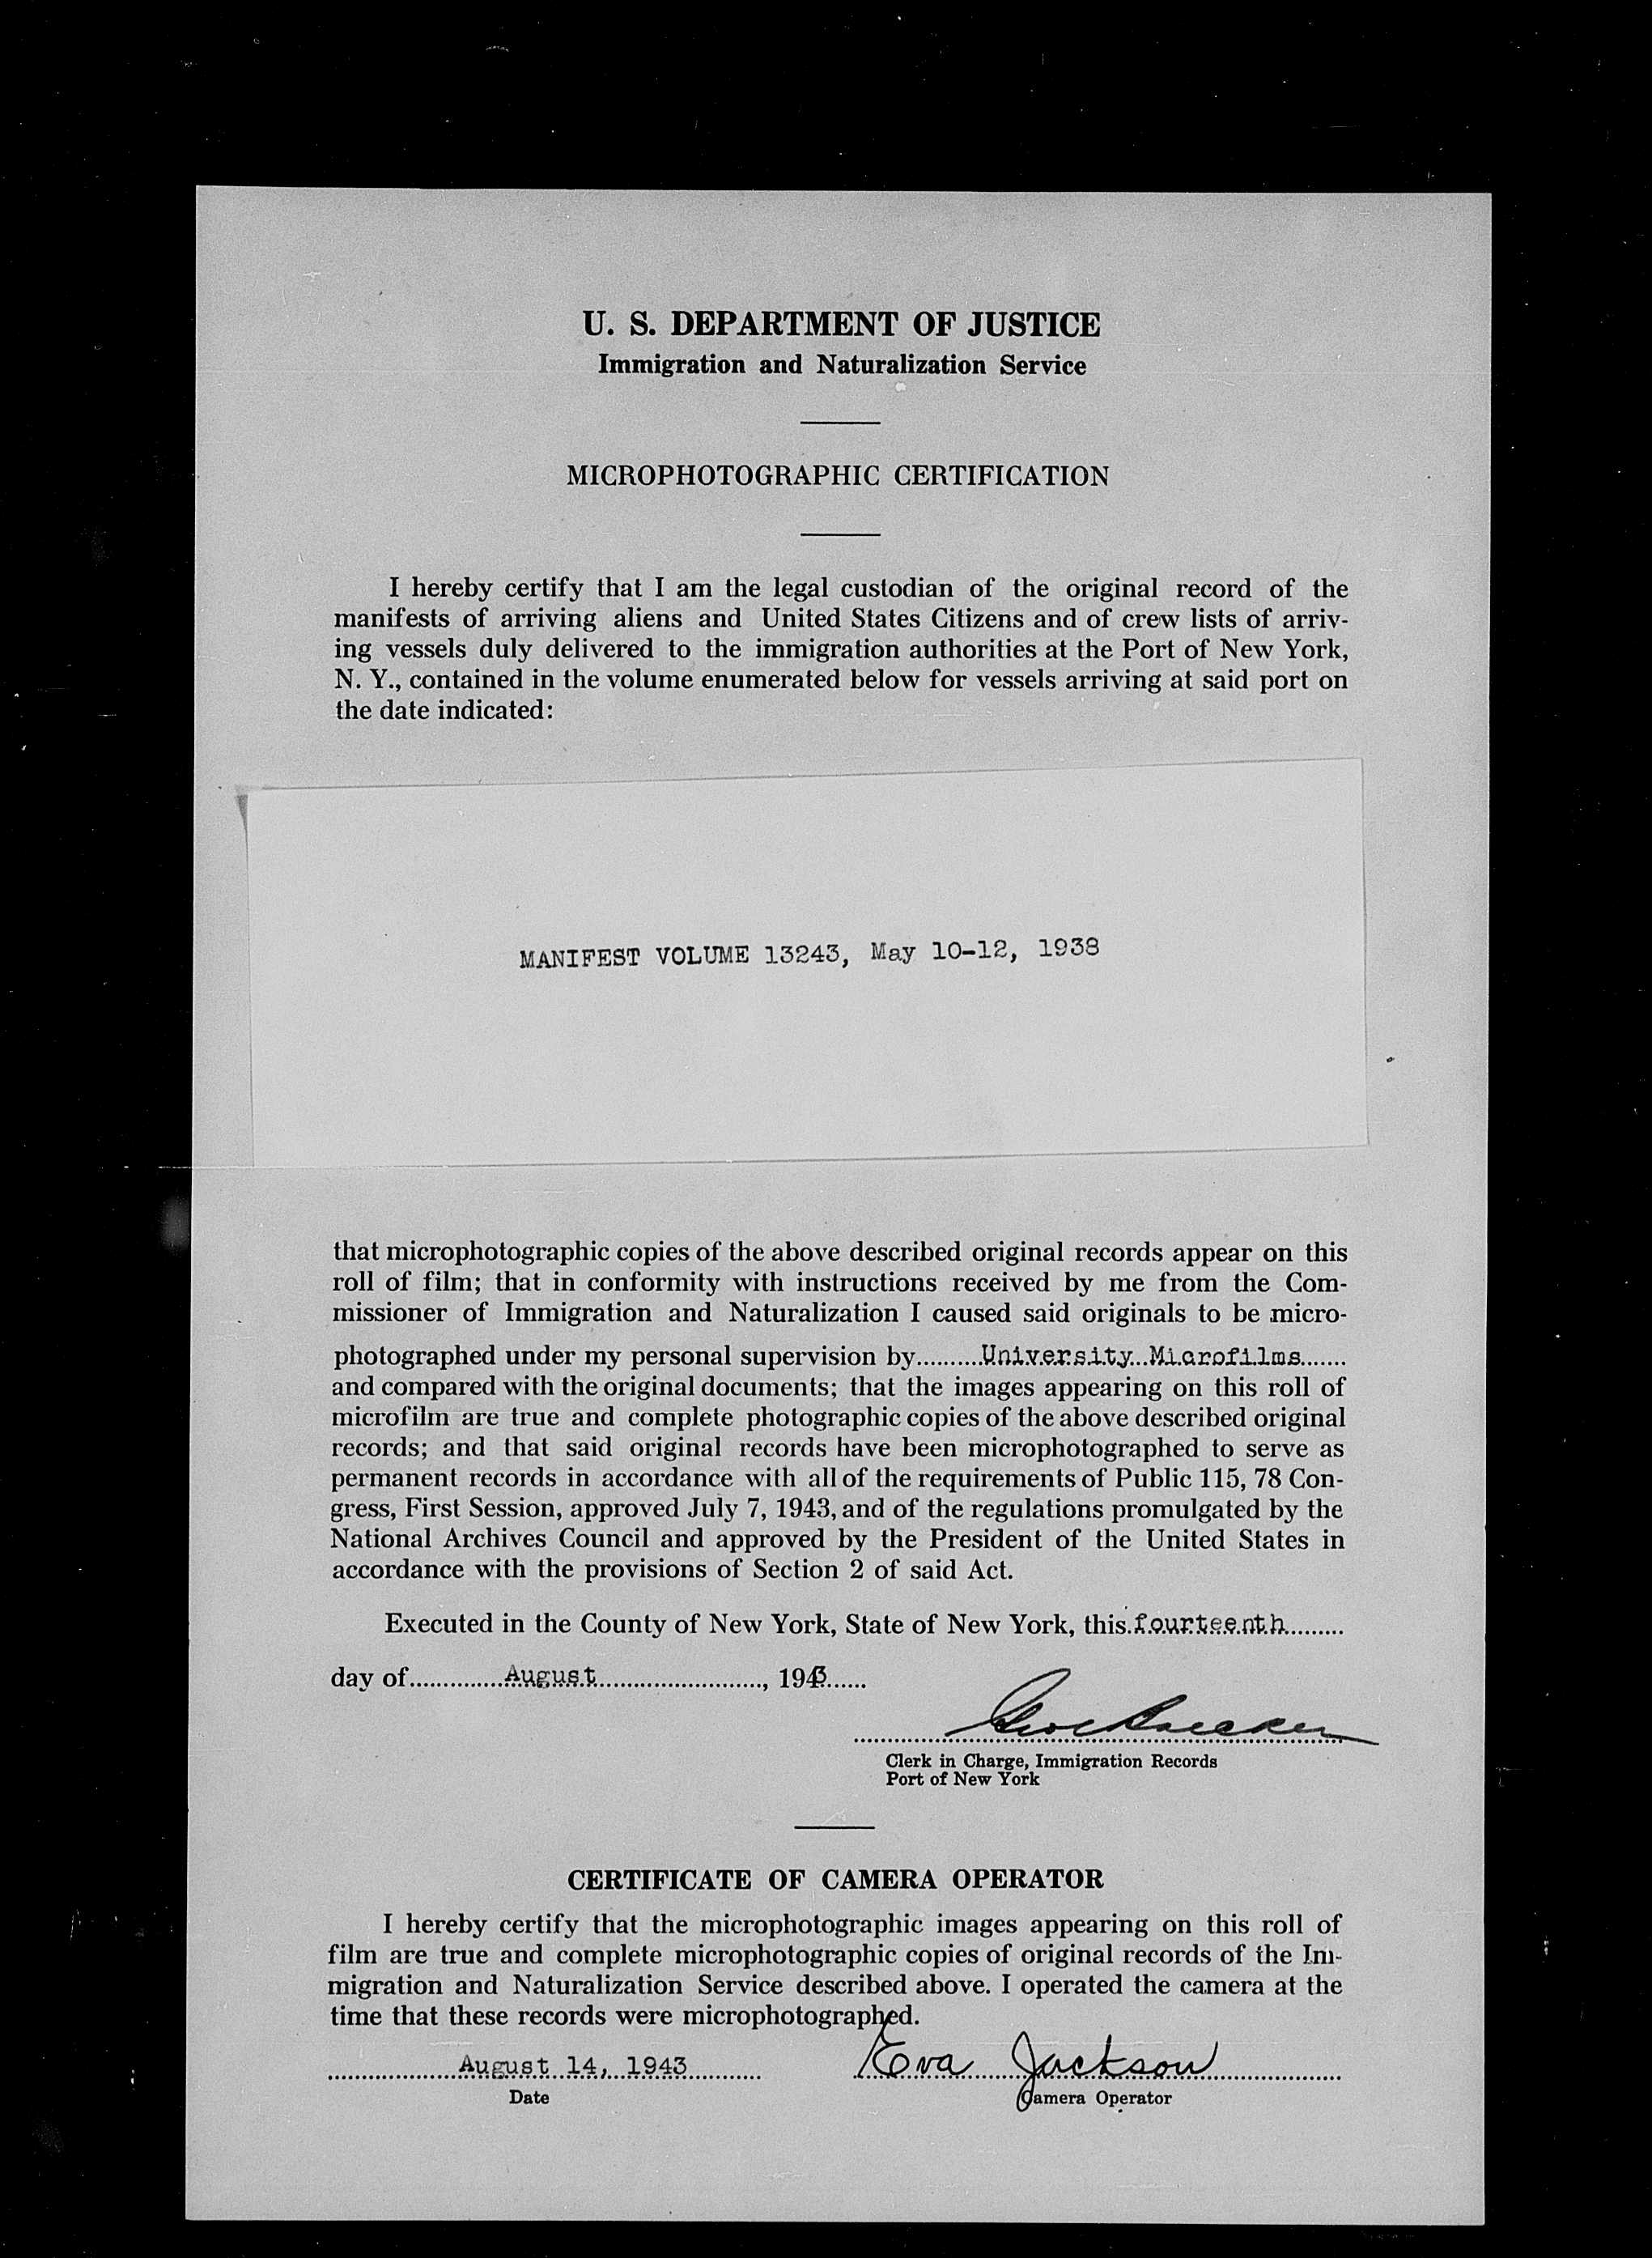 U. S. DEPARTMENT OF JUSTICE
Immigration and Naturalization Service
MICROPHOTOGRAPHIC CERTIFICATION
I hereby certify that I am the legal custodian of the original record of the
manifests of arriving aliens and United States Citizens and of crew lists of arriv-
ing vessels duly delivered to the immigration authorities at the Port of New York,
N. Y., contained in the volume enumerated below for vessels arriving at said port on
the date indicated:
MANIFEST VOLUME 13243, May 10-12, 1938
that microphotographic copies of the above described original records appear on this
roll of film; that in conformity with instructions received by me from the Com-
missioner of Immigration and Naturalization I caused said originals to be micro-
photographed under my personal supervision by University Microfilms
and compared with the original documents; that the images appearing on this roll of
microfilm are true and complete photographic copies of the above described original
records; and that said original records have been microphotographed to serve as
permanent records in accordance with all of the requirements of Public 115, 78 Con-
gress, First Session, approved July 7, 1943, and of the regulations promulgated by the
National Archives Council and approved by the President of the United States in
accordance with the provisions of Section 2 of said Act.
Executed in the County of New York, State of New York, this fourteenth
day of August, 1943
Clerk in Charge, Immigration Records
Port of New York
CERTIFICATE OF CAMERA OPERATOR
I hereby certify that the microphotographic images appearing on this roll of
film are true and complete microphotographic copies of original records of the Im-
migration and Naturalization Service described above. I operated the camera at the
time that these records were microphotographed.
August 14, 1943 Eva Jackson
Date Camera Operator